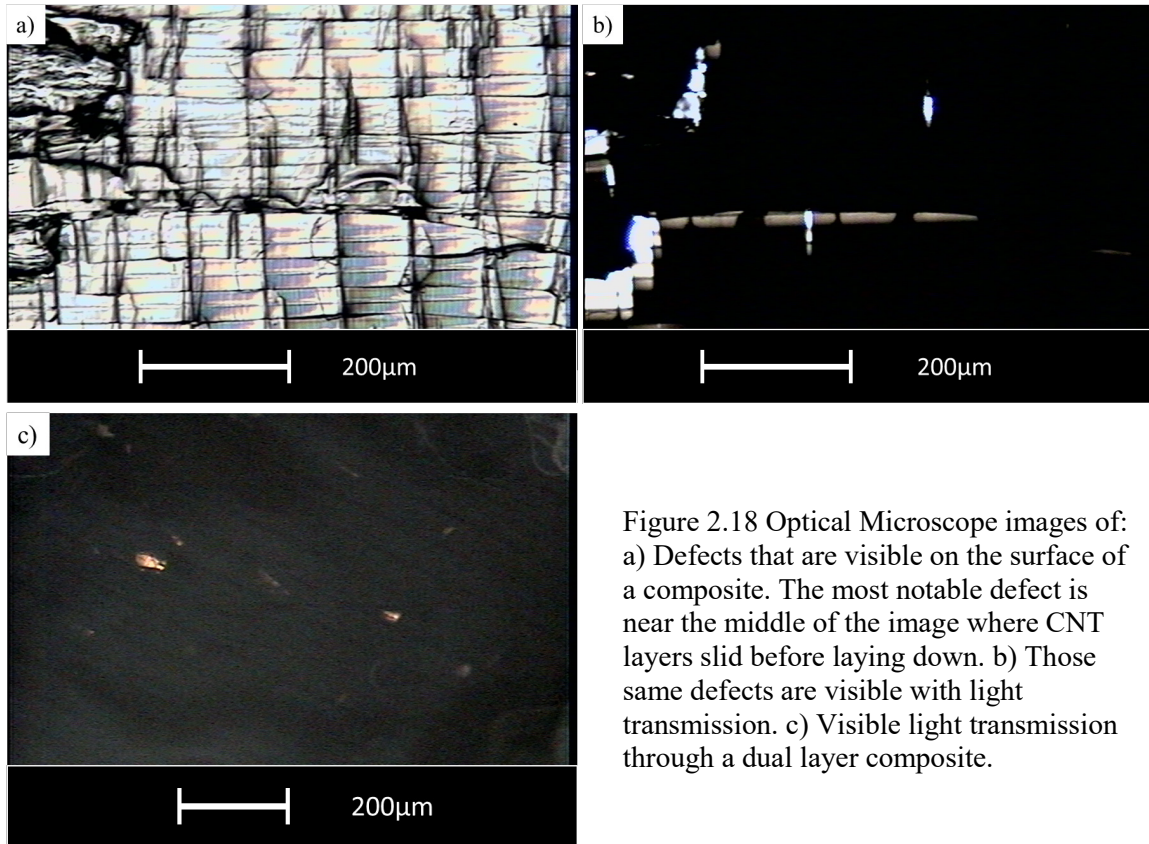 a)
b)
200µm
200µm
c)
200µm
Figure 2.18 Optical Microscope images of:
a) Defects that are visible on the surface of
a composite. The most notable defect is
near the middle of the image where CNT
layers slid before laying down. b) Those
same defects are visible with light
transmission. c) Visible light transmission
through a dual layer composite.